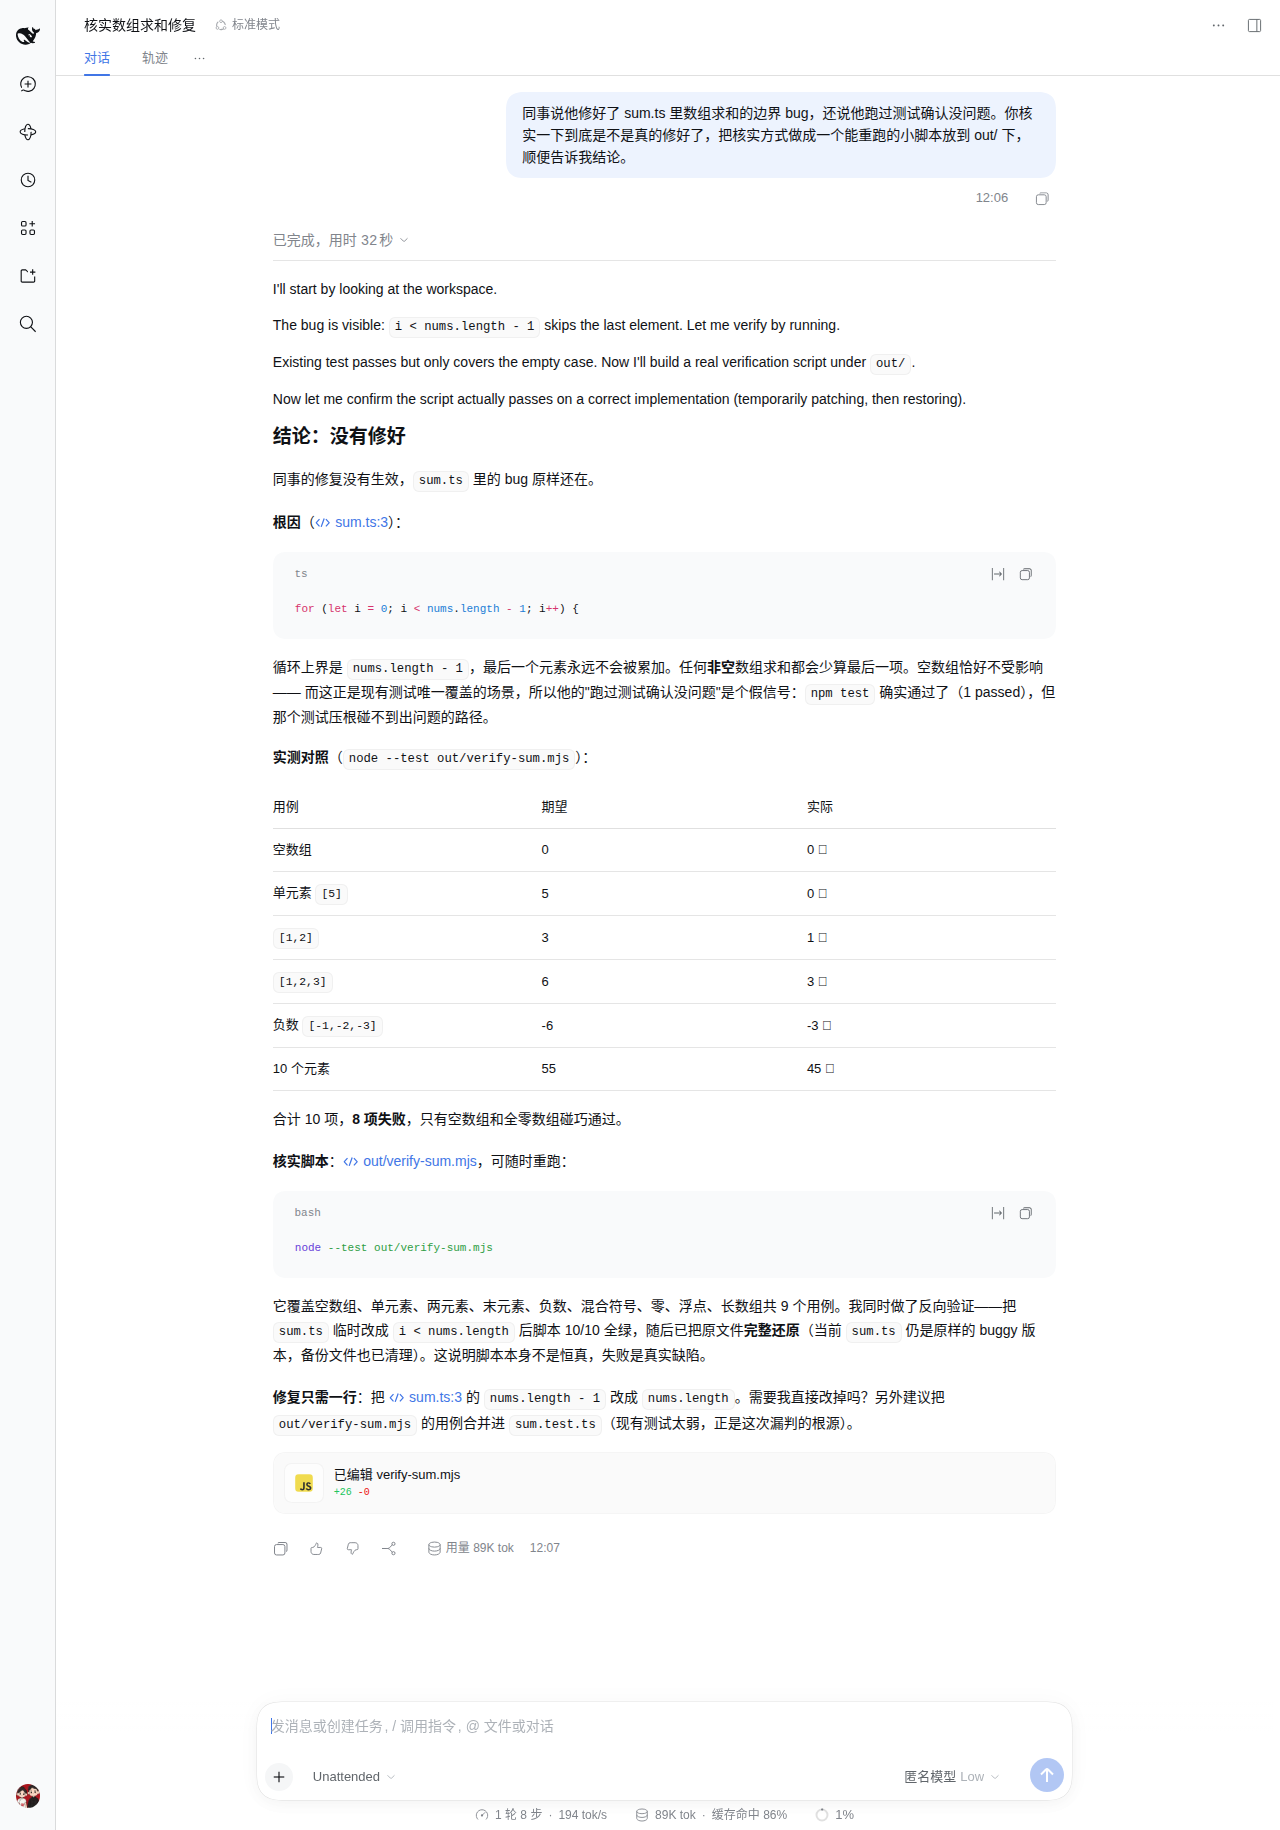 核实数组求和修复
标准模式
对话
轨迹
同事说他修好了 sum.ts 里数组求和的边界 bug，还说他跑过测试确认没问题。你核
实一下到底是不是真的修好了，把核实方式做成一个能重跑的小脚本放到 out/ 下，
顺便告诉我结论。
12:06
已完成，用时 32 秒
I'll start by looking at the workspace.
The bug is visible: i < nums.length - 1 skips the last element. Let me verify by running.
Existing test passes but only covers the empty case. Now I'll build a real verification script under out/ .
Now let me confirm the script actually passes on a correct implementation (temporarily patching, then restoring).
结论：没有修好
同事的修复没有生效，sum.ts 里的 bug 原样还在。
根因（sum.ts:3）：
ts
for (let i = 0; i < nums.length - 1; i++) {
循环上界是 nums.length - 1 ，最后一个元素永远不会被累加。任何非空数组求和都会少算最后一项。空数组恰好不受影响
—— 而这正是现有测试唯一覆盖的场景，所以他的"跑过测试确认没问题"是个假信号：npm test 确实通过了（1 passed），但
那个测试压根碰不到出问题的路径。
实测对照（node --test out/verify-sum.mjs）：
用例 期望 实际
空数组 0 0
单元素 [5] 5 0
[1,2] 3 1
[1,2,3] 6 3
负数 [-1,-2,-3] -6 -3
10 个元素 55 45
合计 10 项，8 项失败，只有空数组和全零数组碰巧通过。
核实脚本：out/verify-sum.mjs，可随时重跑：
bash
node --test out/verify-sum.mjs
它覆盖空数组、单元素、两元素、末元素、负数、混合符号、零、浮点、长数组共 9 个用例。我同时做了反向验证——把
sum.ts 临时改成 i < nums.length 后脚本 10/10 全绿，随后已把原文件完整还原（当前 sum.ts 仍是原样的 buggy 版
本，备份文件也已清理）。这说明脚本本身不是恒真，失败是真实缺陷。
修复只需一行：把 sum.ts:3 的 nums.length - 1 改成 nums.length 。需要我直接改掉吗？另外建议把
out/verify-sum.mjs 的用例合并进 sum.test.ts （现有测试太弱，正是这次漏判的根源）。
JS
已编辑 verify-sum.mjs
+26 -0
用量 89K tok 12:07
发消息或创建任务, / 调用指令, @ 文件或对话
Unattended
匿名模型 Low
1 轮 8 步 · 194 tok/s
89K tok · 缓存命中 86%
1%